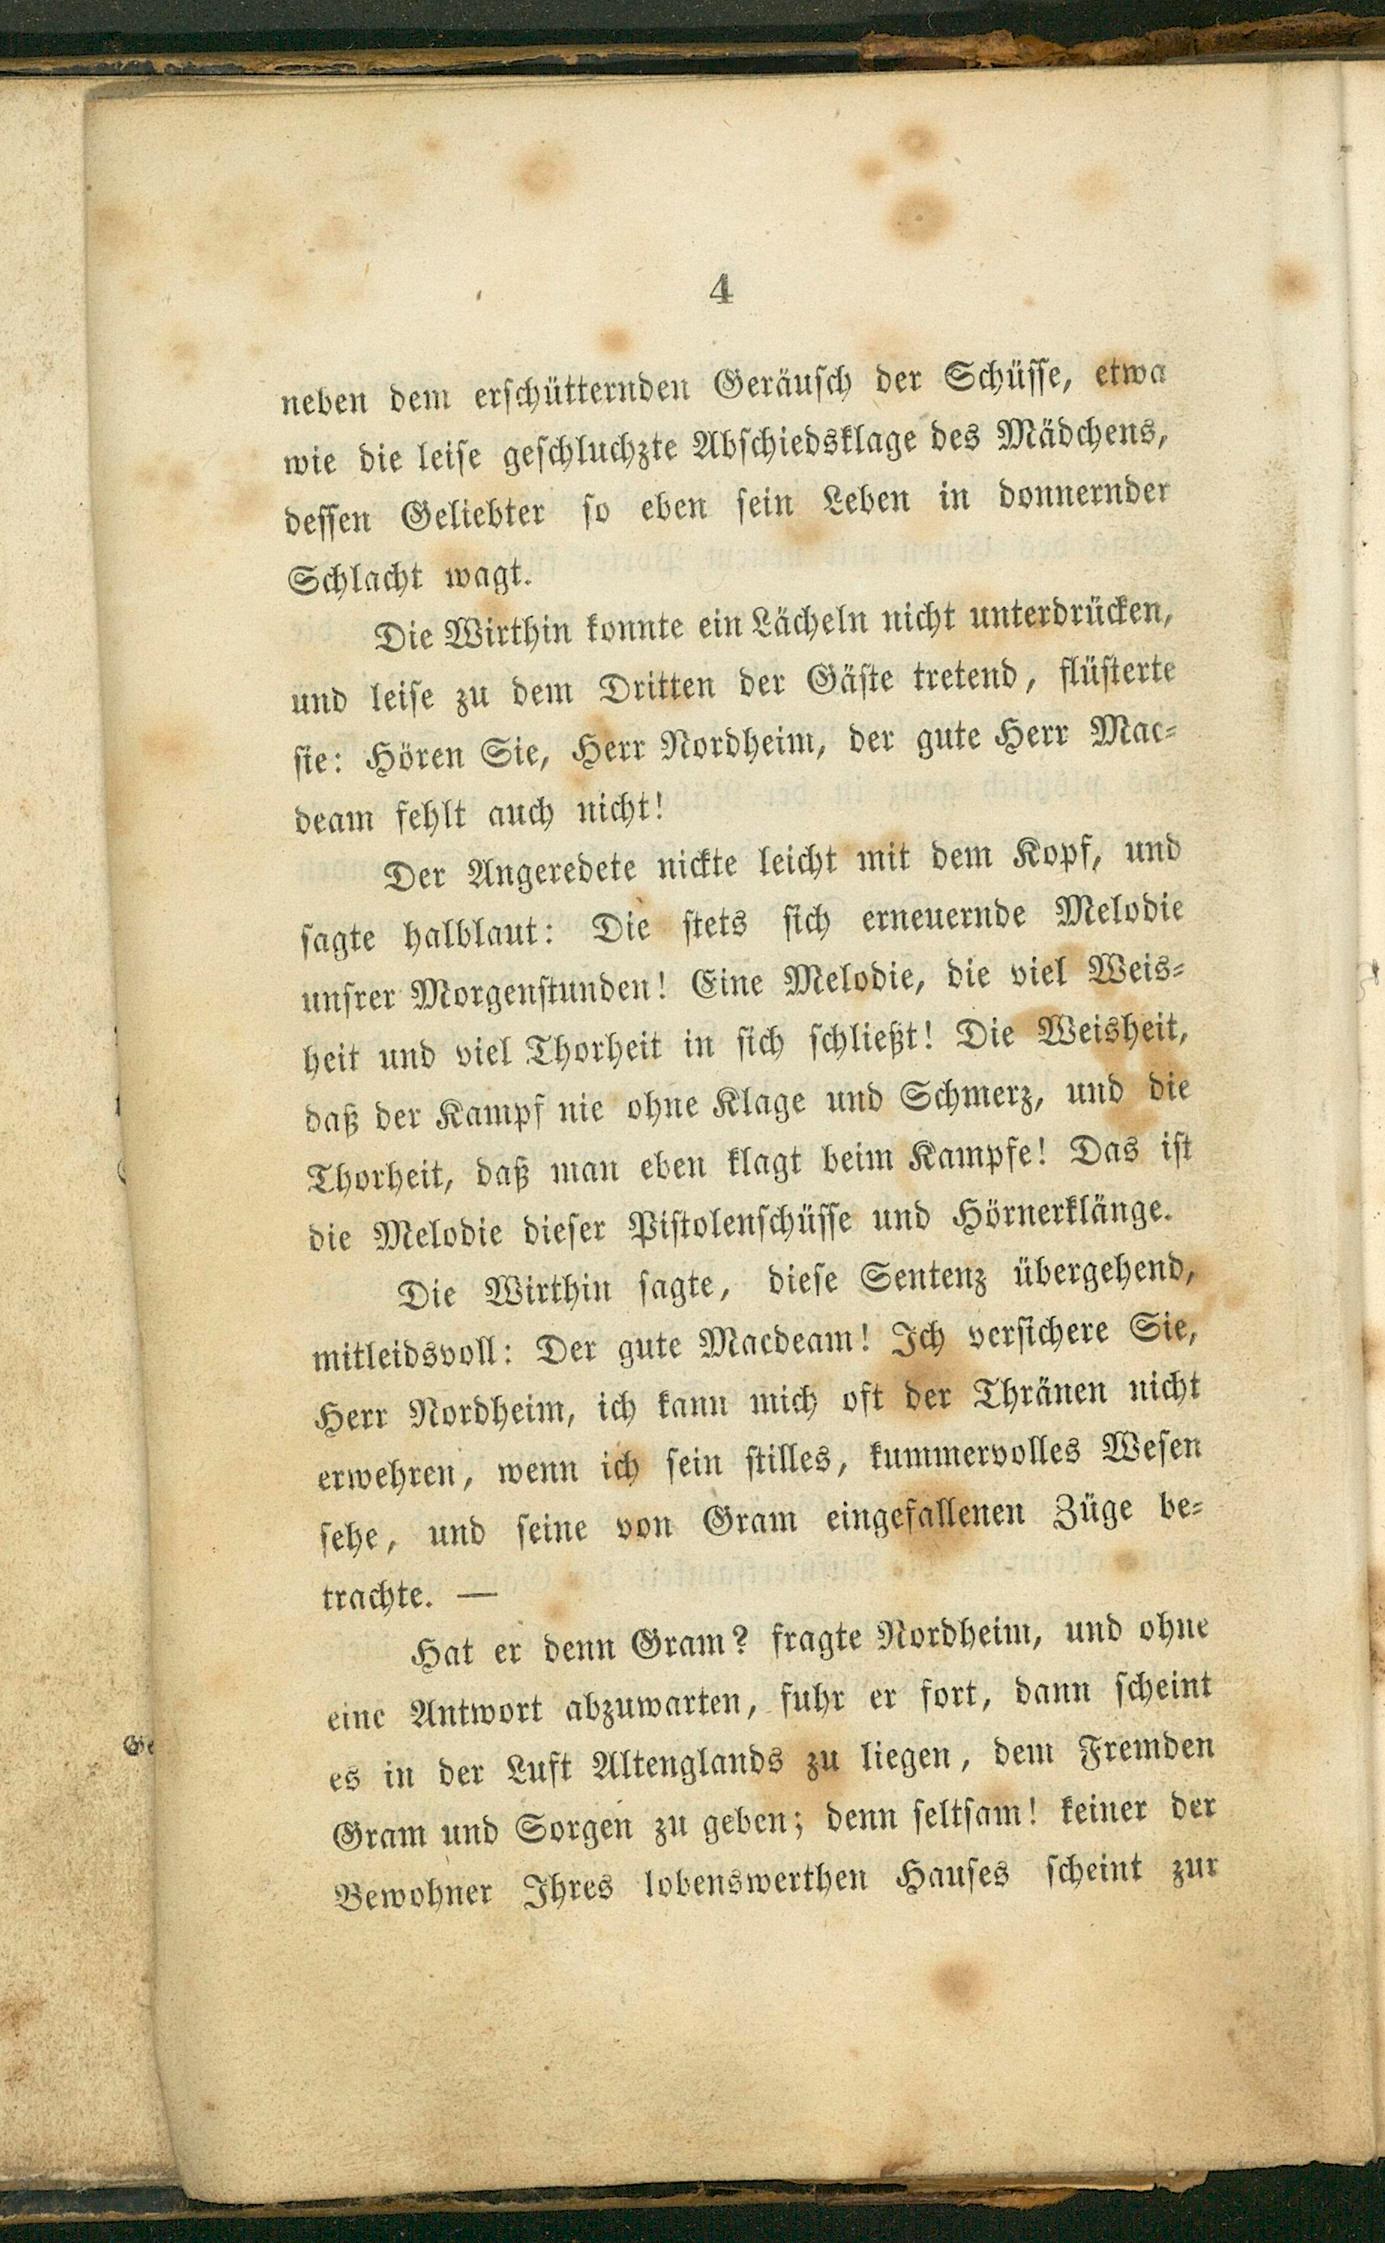 4
neben dem erschütternden Geräusch der Schüsse, etwa
wie die leise geschluchzte Abschiedsklage des Mädchens,
dessen Geliebter so eben sein Leben in donnernder
Schlacht wagt.
Die Wirthin konnte ein Lächeln nicht unterdrücken,
und leise zu dem Dritten der Gäste tretend, flüsterte
sie: Hören Sie, Herr Nordheim, der gute Herr Mac-
deam fehlt auch nicht!
Der Angeredete nickte leicht mit dem Kopf, und
sagte halblaut: Die stets sich erneuernde Melodie
unsrer Morgenstunden! Eine Melodie, die viel Weis-
heit und viel Thorheit in sich schließt! Die Weisheit,
daß der Kampf nie ohne Klage und Schmerz, und die
Thorheit, daß man eben klagt beim Kampfe! Das ist
die Melodie dieser Pistolenschüsse und Hörnerklänge.
Die Wirthin sagte, diese Sentenz übergehend,
mitleidsvoll: Der gute Macdeam! Ich versichere Sie,
Herr Nordheim, ich kann mich oft der Thränen nicht
erwehren, wenn ich sein stilles, kummervolles Wesen
sehe, und seine von Gram eingefallenen Züge be-
trachte. —
Hat er denn Gram? fragte Nordheim, und ohne
eine Antwort abzuwarten, fuhr er fort, dann scheint
es in der Luft Altenglands zu liegen, dem Fremden
Gram und Sorgen zu geben; denn seltsam! keiner der
Bewohner Ihres lobenswerthen Hauses scheint zur